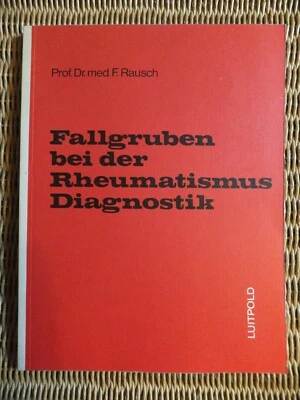 Prof. Dr. med. F. Rausch
Fallgruben
bei der
Rheumatismus
Diagnostik
LUITPOLD